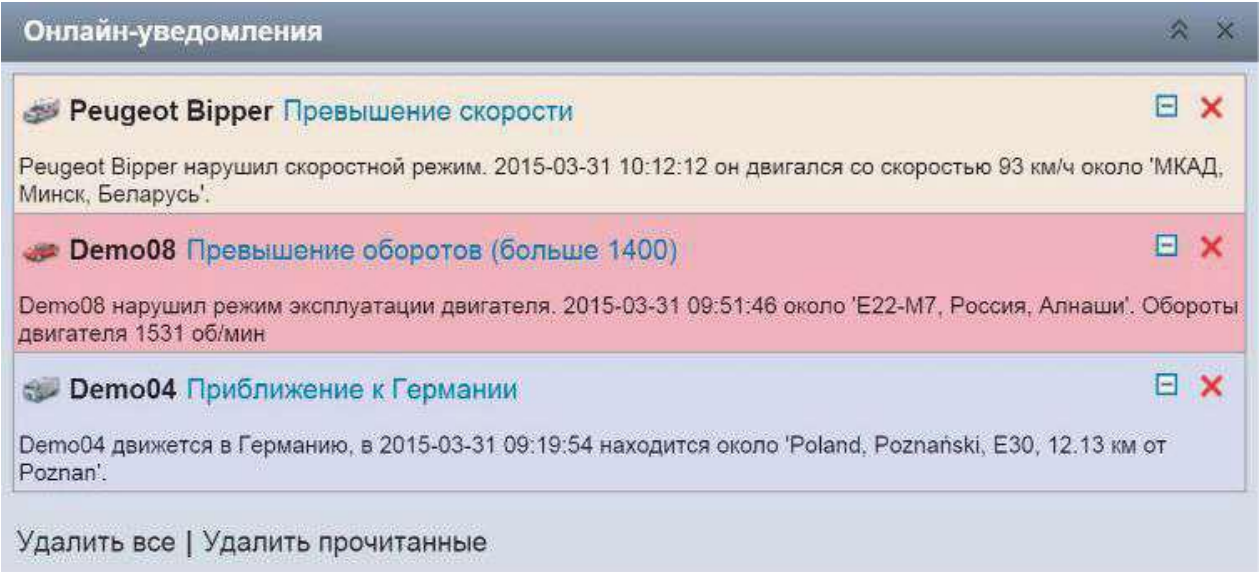 Онлайн-уведомления
Peugeot Bipper Превышение скорости
Peugeot Bipper нарушил скоростной режим. 2015-03-31 10:12:12 он двигался со скоростью 93 км/ч около 'МКАД,
Минск, Беларусь'.
Demo08 Превышение оборотов (больше 1400)
Demo08 нарушил режим эксплуатации двигателя. 2015-03-31 09:51:46 около 'E22-M7, Россия, Алнаши'. Обороты
двигателя 1531 об/мин
Demo04 Приближение к Германии
Demo04 движется в Германию, в 2015-03-31 09:19:54 находится около 'Poland, Poznański, E30, 12.13 км от
Poznan'.
Удалить все | Удалить прочитанные